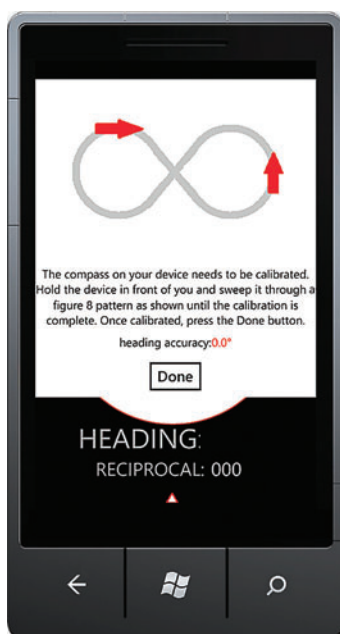 The compass on your device needs to be calibrated.
Hold the device in front of you and sweep it through a
figure 8 pattern as shown until the calibration is
complete. Once calibrated, press the Done button.
heading accuracy:0.0°
Done
HEADING:
RECIPROCAL: 000